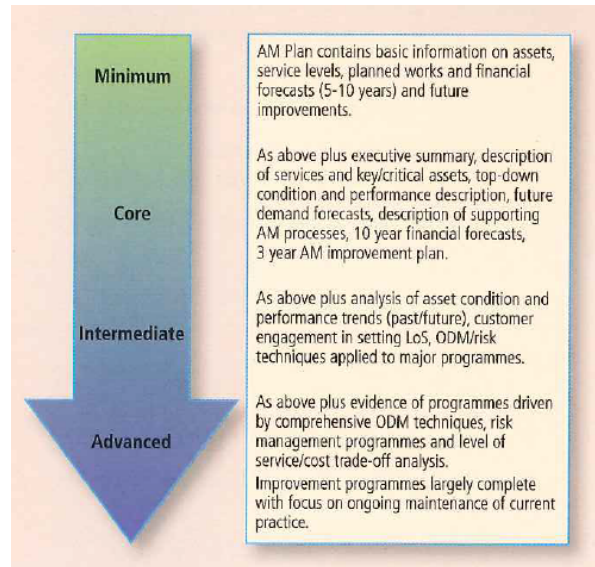 Minimum
AM Plan contains basic information on assets,
service levels, planned works and financial
forecasts (5-10 years) and future
improvements.
Core
As above plus executive summary, description
of services and key/critical assets, top-down
condition and performance description, future
demand forecasts, description of supporting
AM processes, 10 year financial forecasts,
3 year AM improvement plan.
Intermediate
As above plus analysis of asset condition and
performance trends (past/future), customer
engagement in setting LoS, ODM/risk
techniques applied to major programmes.
Advanced
As above plus evidence of programmes driven
by comprehensive ODM techniques, risk
management programmes and level of
service/cost trade-off analysis.
Improvement programmes largely complete
with focus on ongoing maintenance of current
practice.